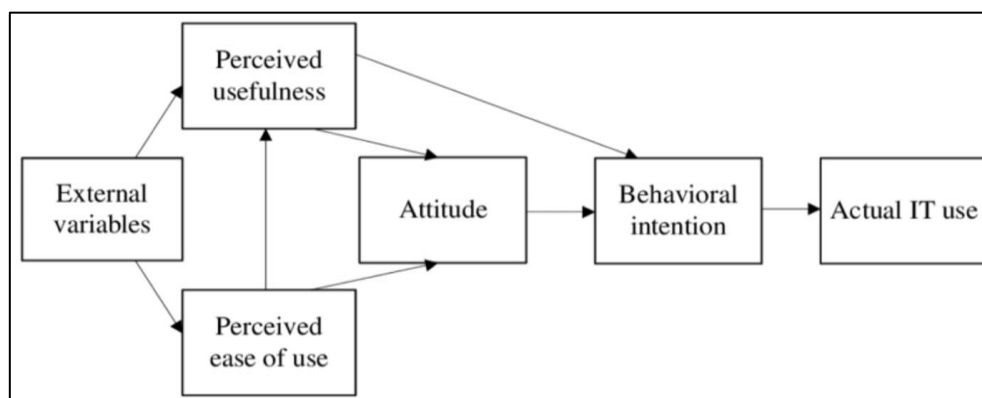 Perceived
usefulness
External
variables
Attitude
Behavioral
intention
Actual IT use
Perceived
ease of use